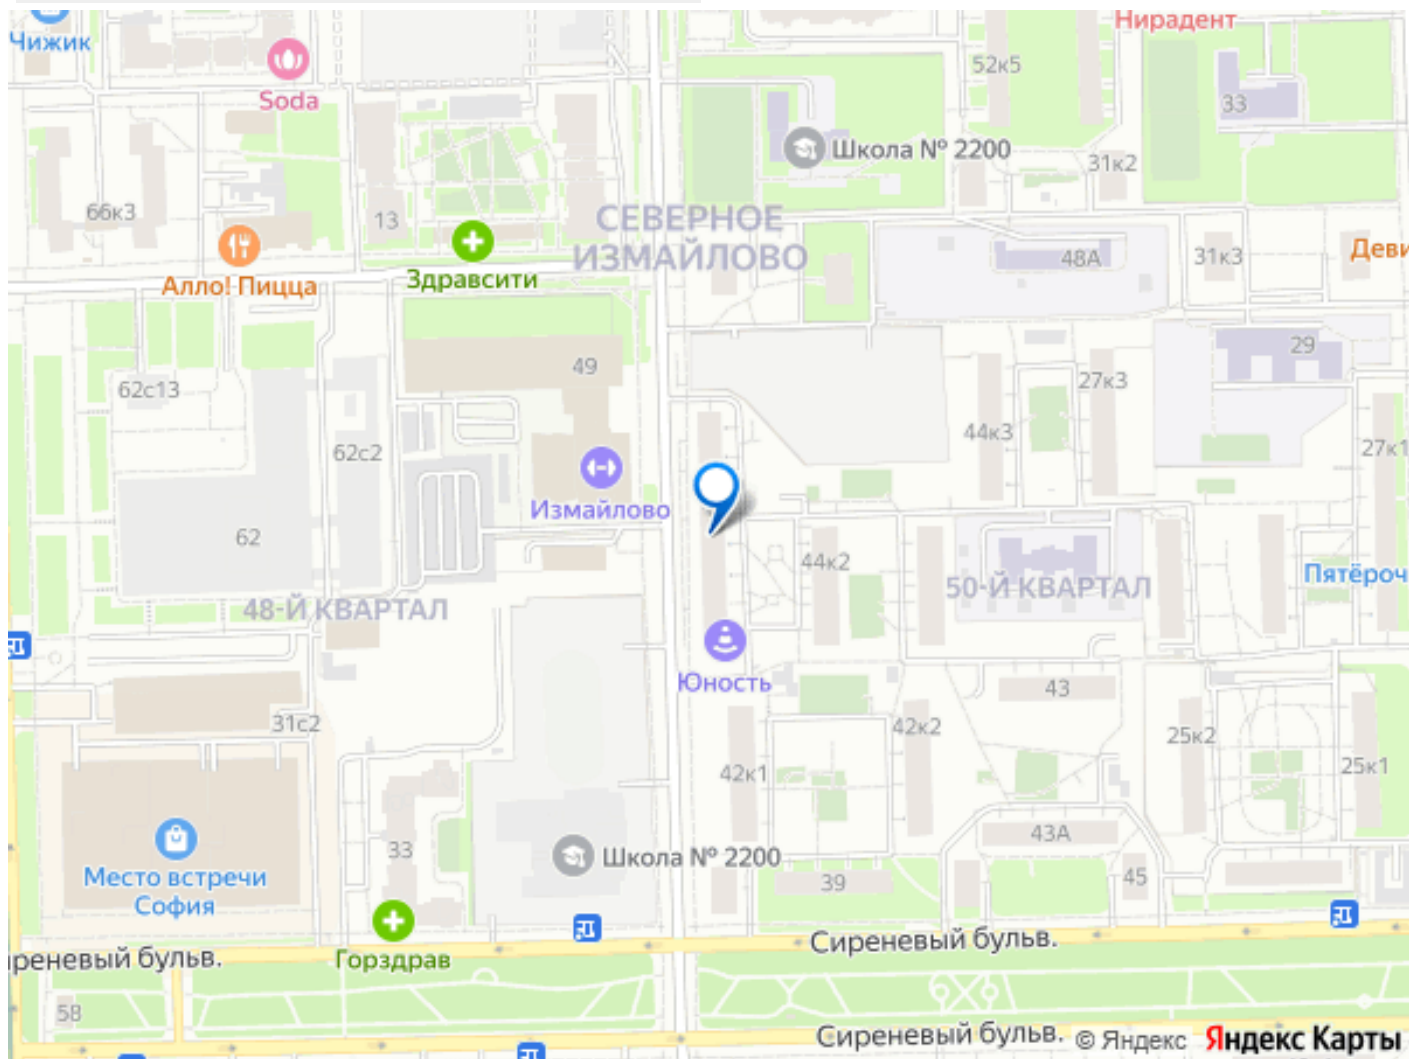 Чижик
Нирадент
Soda
52к5
33
Школа № 2200
31к2
66к3
13
СЕВЕРНОЕ
ИЗМАЙЛОВО
Алло! Пицца
Здравсити
48А
31к3
Деви
62с13
49
29
27к3
62с2
44к3
27к1
Измайлово
62
44к2
50-Й КВАРТАЛ
Пятёроч
48-Й КВАРТАЛ
Юность
43
31с2
42к2
25к2
42к1
25к1
43А
33
Школа № 2200
39
45
Место встречи
София
Сиреневый бульв.
иреневый бульв.
Горздрав
58
Сиреневый бульв.
© Яндекс Яндекс Карты